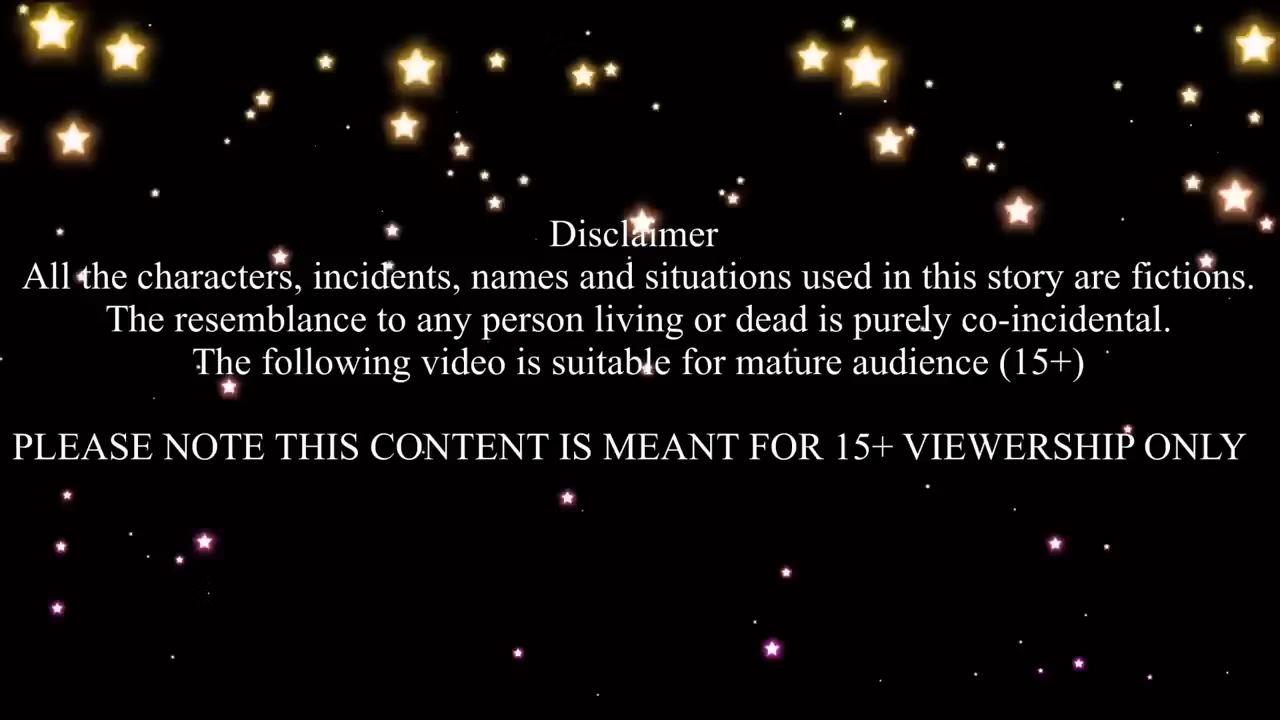 Disclaimer
All the characters, incidents, names and situations used in this story are fictions.
The resemblance to any person living or dead is purely co-incidental.
The following video is suitable for mature audience (15+)
PLEASE NOTE THIS CONTENT IS MEANT FOR 15+ VIEWERSHIP ONLY